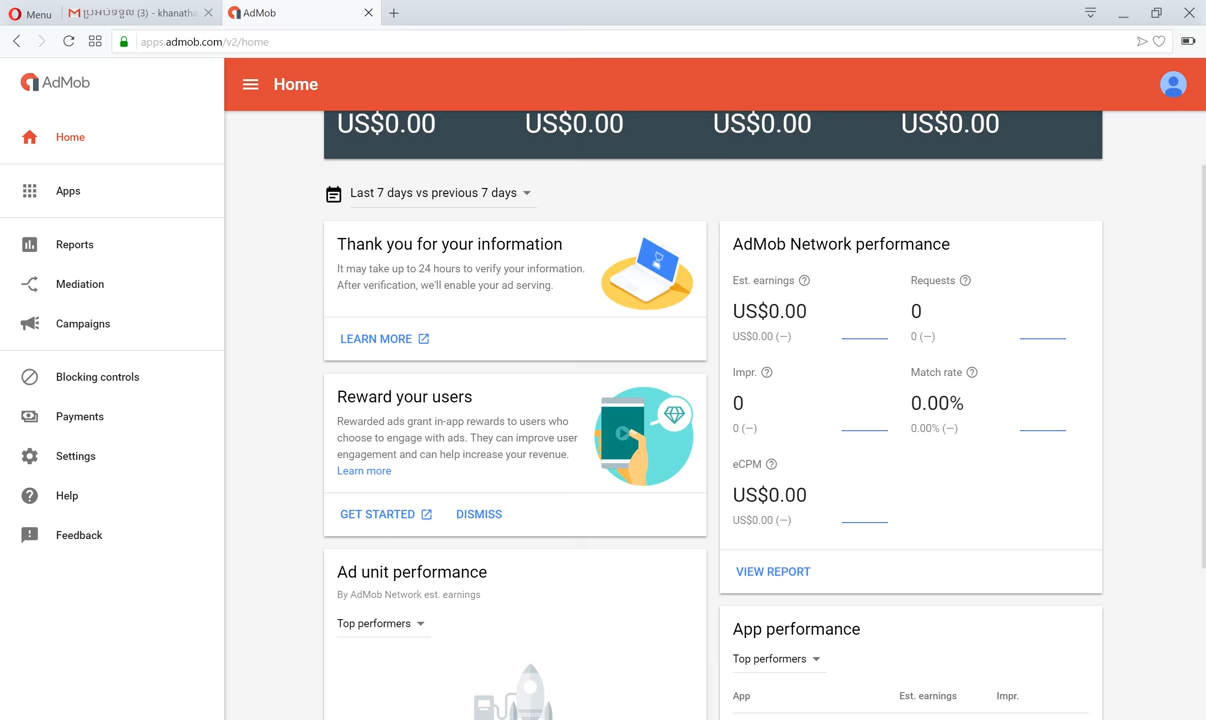 Menu
(3) - khanatha
AdMob
apps.admob.com/v2/home
AdMob
Home
Home
Apps
Reports
Mediation
Campaigns
Blocking controls
Payments
Settings
Help
Feedback
US$0.00 US$0.00 US$0.00 US$0.00
Last 7 days vs previous 7 days
Thank you for your information
It may take up to 24 hours to verify your information.
After verification, we'll enable your ad serving.
LEARN MORE
Reward your users
Rewarded ads grant in-app rewards to users who
choose to engage with ads. They can improve user
engagement and can help increase your revenue.
Learn more
GET STARTED DISMISS
Ad unit performance
By AdMob Network est. earnings
Top performers
AdMob Network performance
Est. earnings Requests
US$0.00 0
US$0.00 (—) 0 (—)
Impr. Match rate
0 0.00%
0 (—) 0.00% (—)
eCPM
US$0.00
US$0.00 (—)
VIEW REPORT
App performance
Top performers
App Est. earnings Impr.